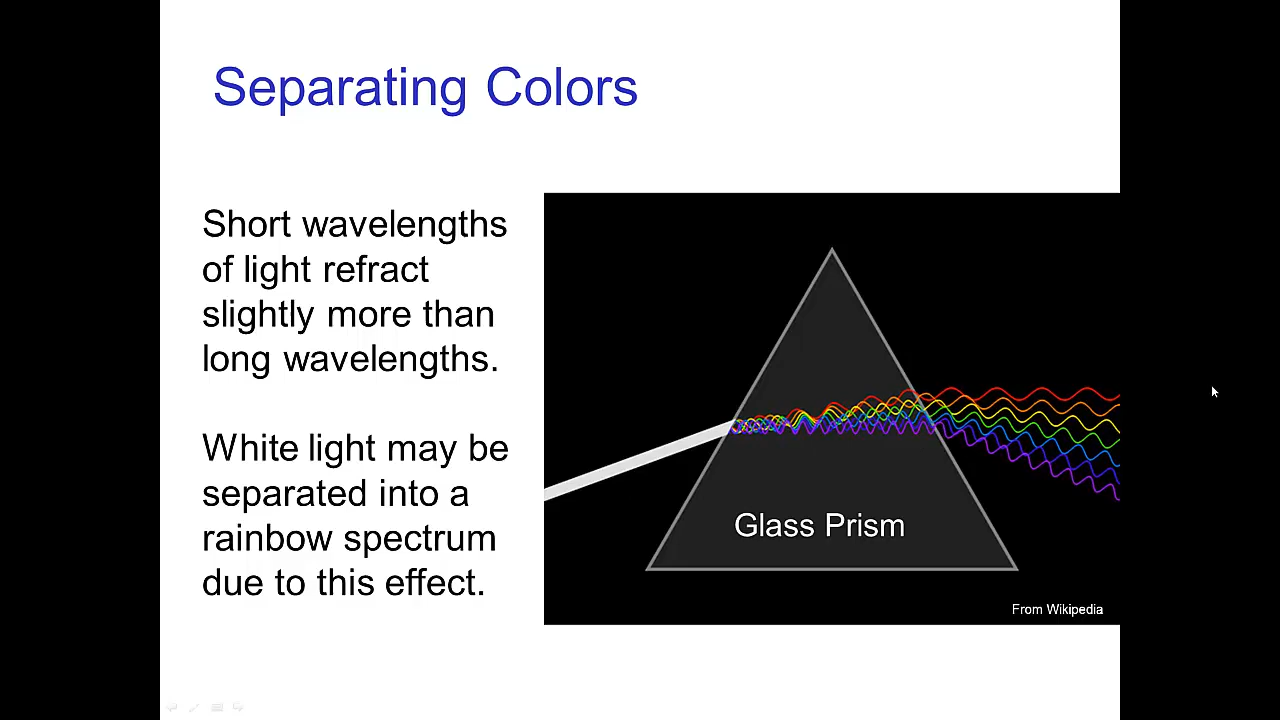 Separating Colors
Short wavelengths
of light refract
slightly more than
long wavelengths.
White light may be
separated into a
rainbow spectrum
due to this effect.
Glass Prism
From Wikipedia